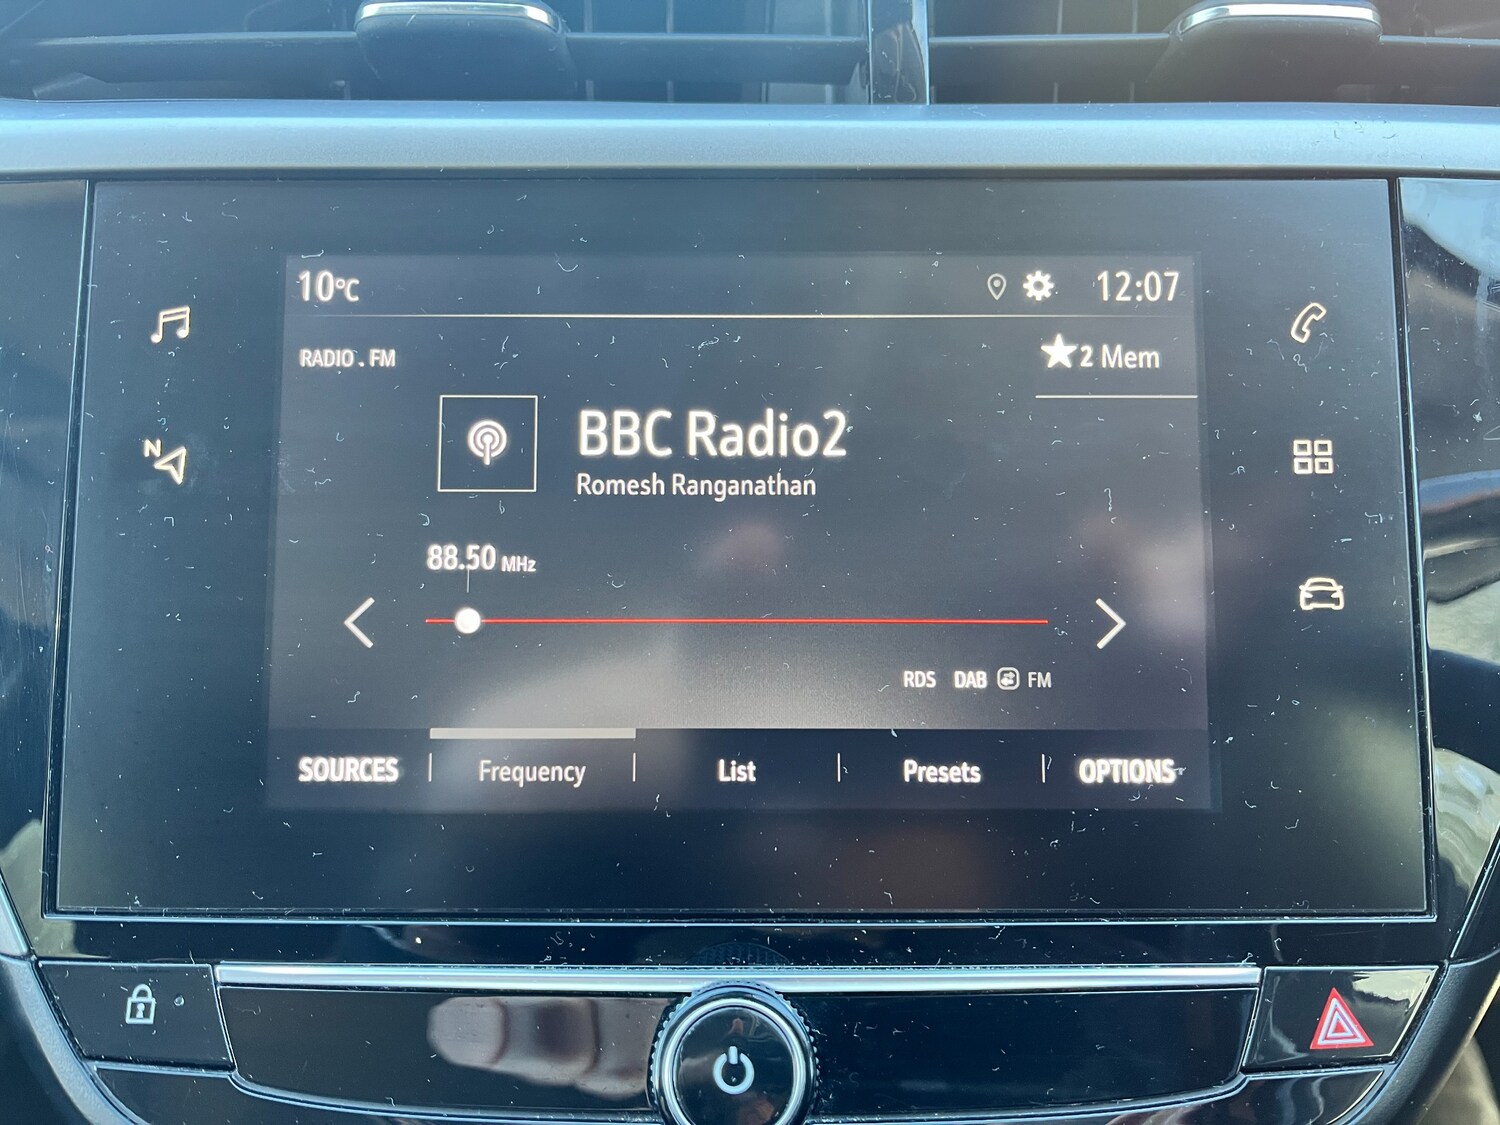 10°C 12:07
RADIO . FM ★2 Mem
BBC Radio2
Romesh Ranganathan
N
88.50 MHz
RDS DAB FM
SOURCES Frequency List Presets OPTIONS